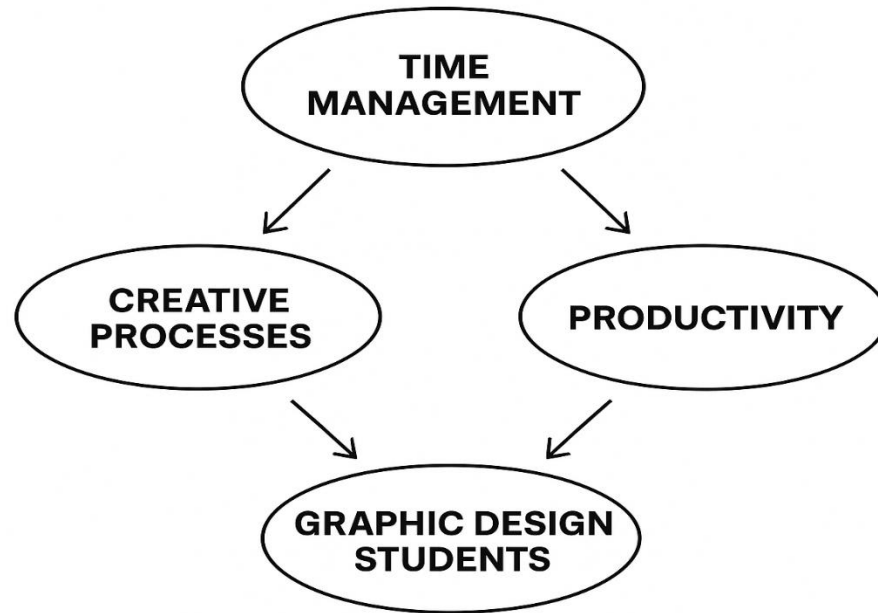 TIME
MANAGEMENT
CREATIVE
PROCESSES
PRODUCTIVITY
GRAPHIC DESIGN
STUDENTS